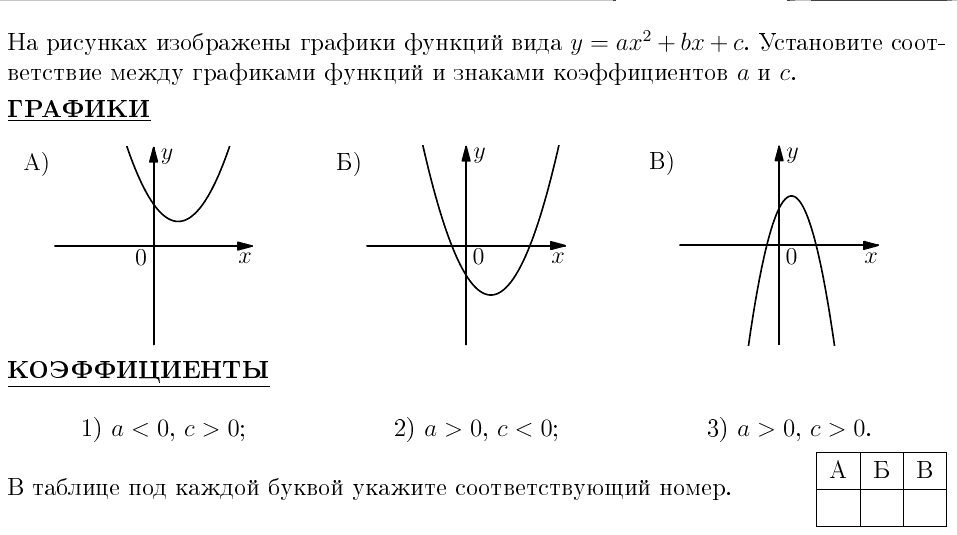 На рисунках изображены графики функций вида y = ax² + bx + c. Установите соот-
ветствие между графиками функций и знаками коэффициентов a и c.
ГРАФИКИ
А) y 0 x Б) y 0 x В) y 0 x
КОЭФФИЦИЕНТЫ
1) a < 0, c > 0; 2) a > 0, c < 0; 3) a > 0, c > 0.
В таблице под каждой буквой укажите соответствующий номер.
А Б В